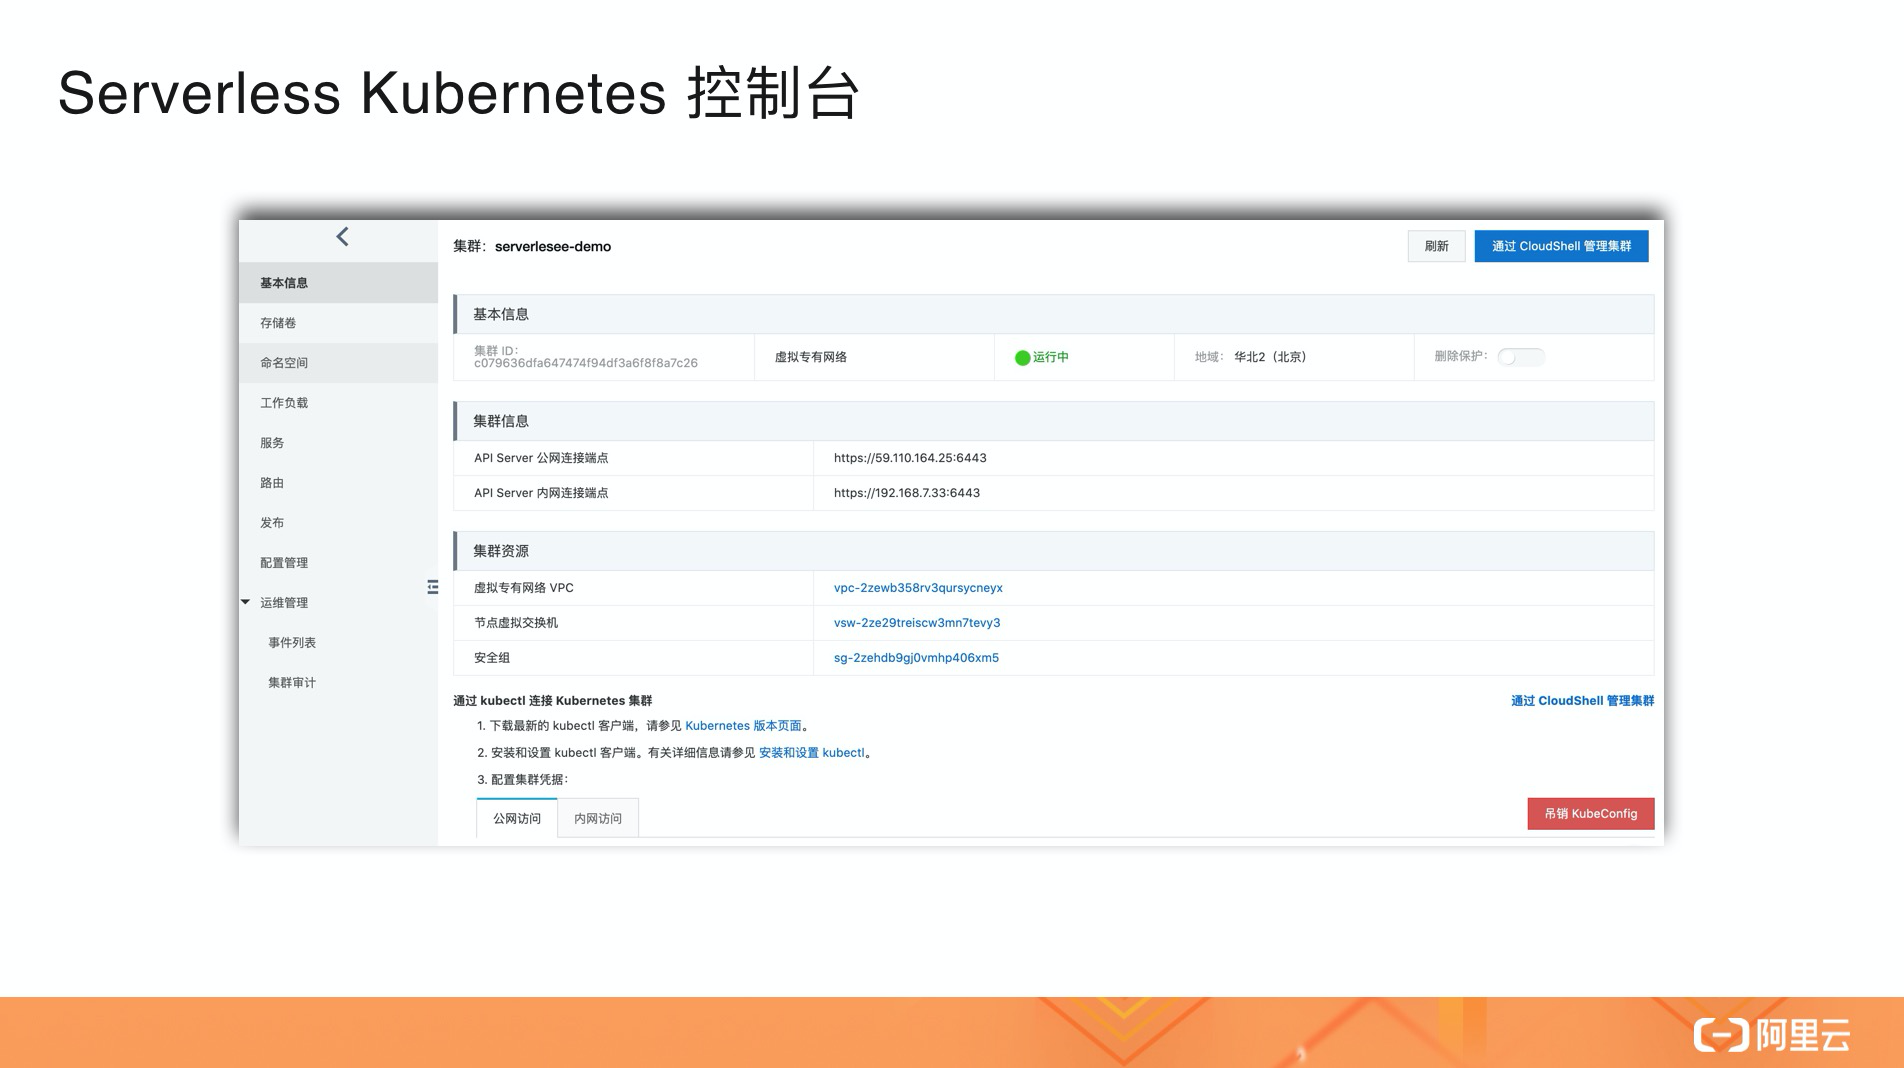 Serverless Kubernetes 控制台
集群：serverlesee-demo
刷新
通过 CloudShell 管理集群
基本信息
存储卷
命名空间
工作负载
服务
路由
发布
配置管理
运维管理
事件列表
集群审计
基本信息
集群 ID：
c079636dfa647474f94df3a6f8f8a7c26
虚拟专有网络
运行中
地域： 华北2（北京）
删除保护：
集群信息
API Server 公网连接端点
https://59.110.164.25:6443
API Server 内网连接端点
https://192.168.7.33:6443
集群资源
虚拟专有网络 VPC
vpc-2zewb358rv3qursycneyx
节点虚拟交换机
vsw-2ze29treiscw3mn7tevy3
安全组
sg-2zehdb9gj0vmhp406xm5
通过 kubectl 连接 Kubernetes 集群
通过 CloudShell 管理集群
1. 下载最新的 kubectl 客户端，请参见 Kubernetes 版本页面。
2. 安装和设置 kubectl 客户端。有关详细信息请参见 安装和设置 kubectl。
3. 配置集群凭据：
公网访问
内网访问
吊销 KubeConfig
阿里云